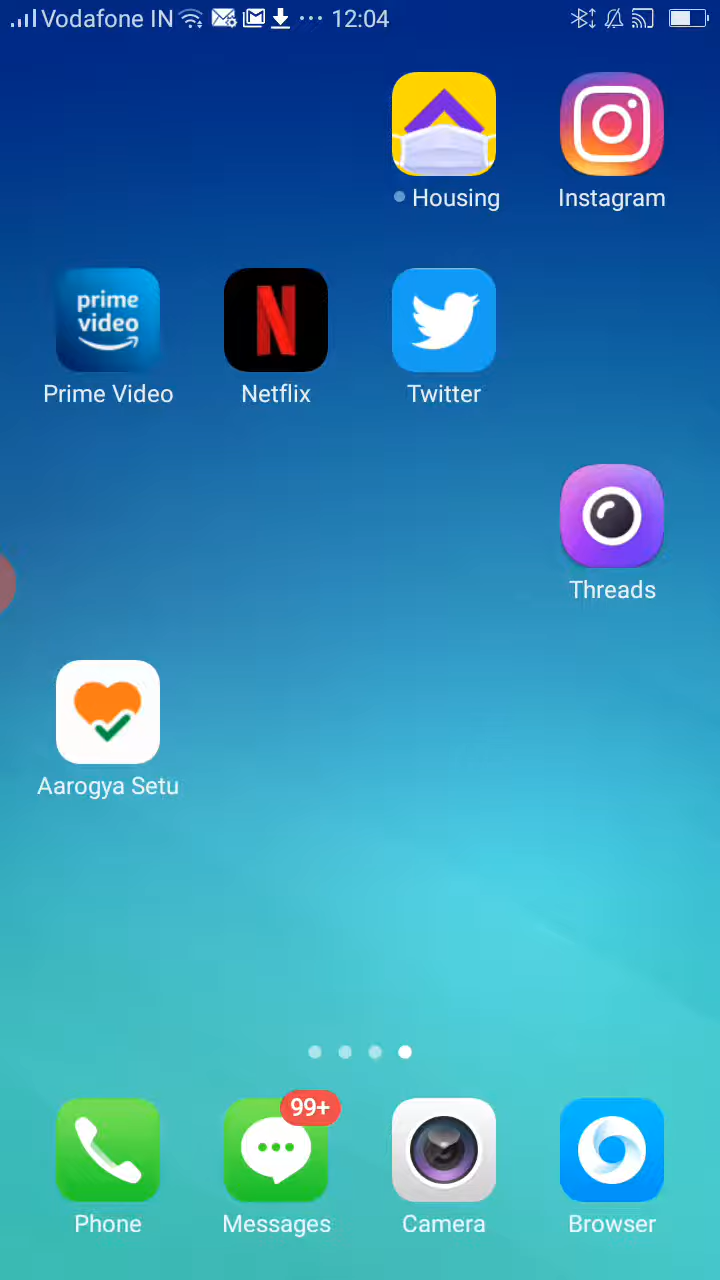 Vodafone IN ... 12:04
Housing Instagram
prime
video
Prime Video Netflix Twitter
Threads
Aarogya Setu
99+
Phone Messages Camera Browser